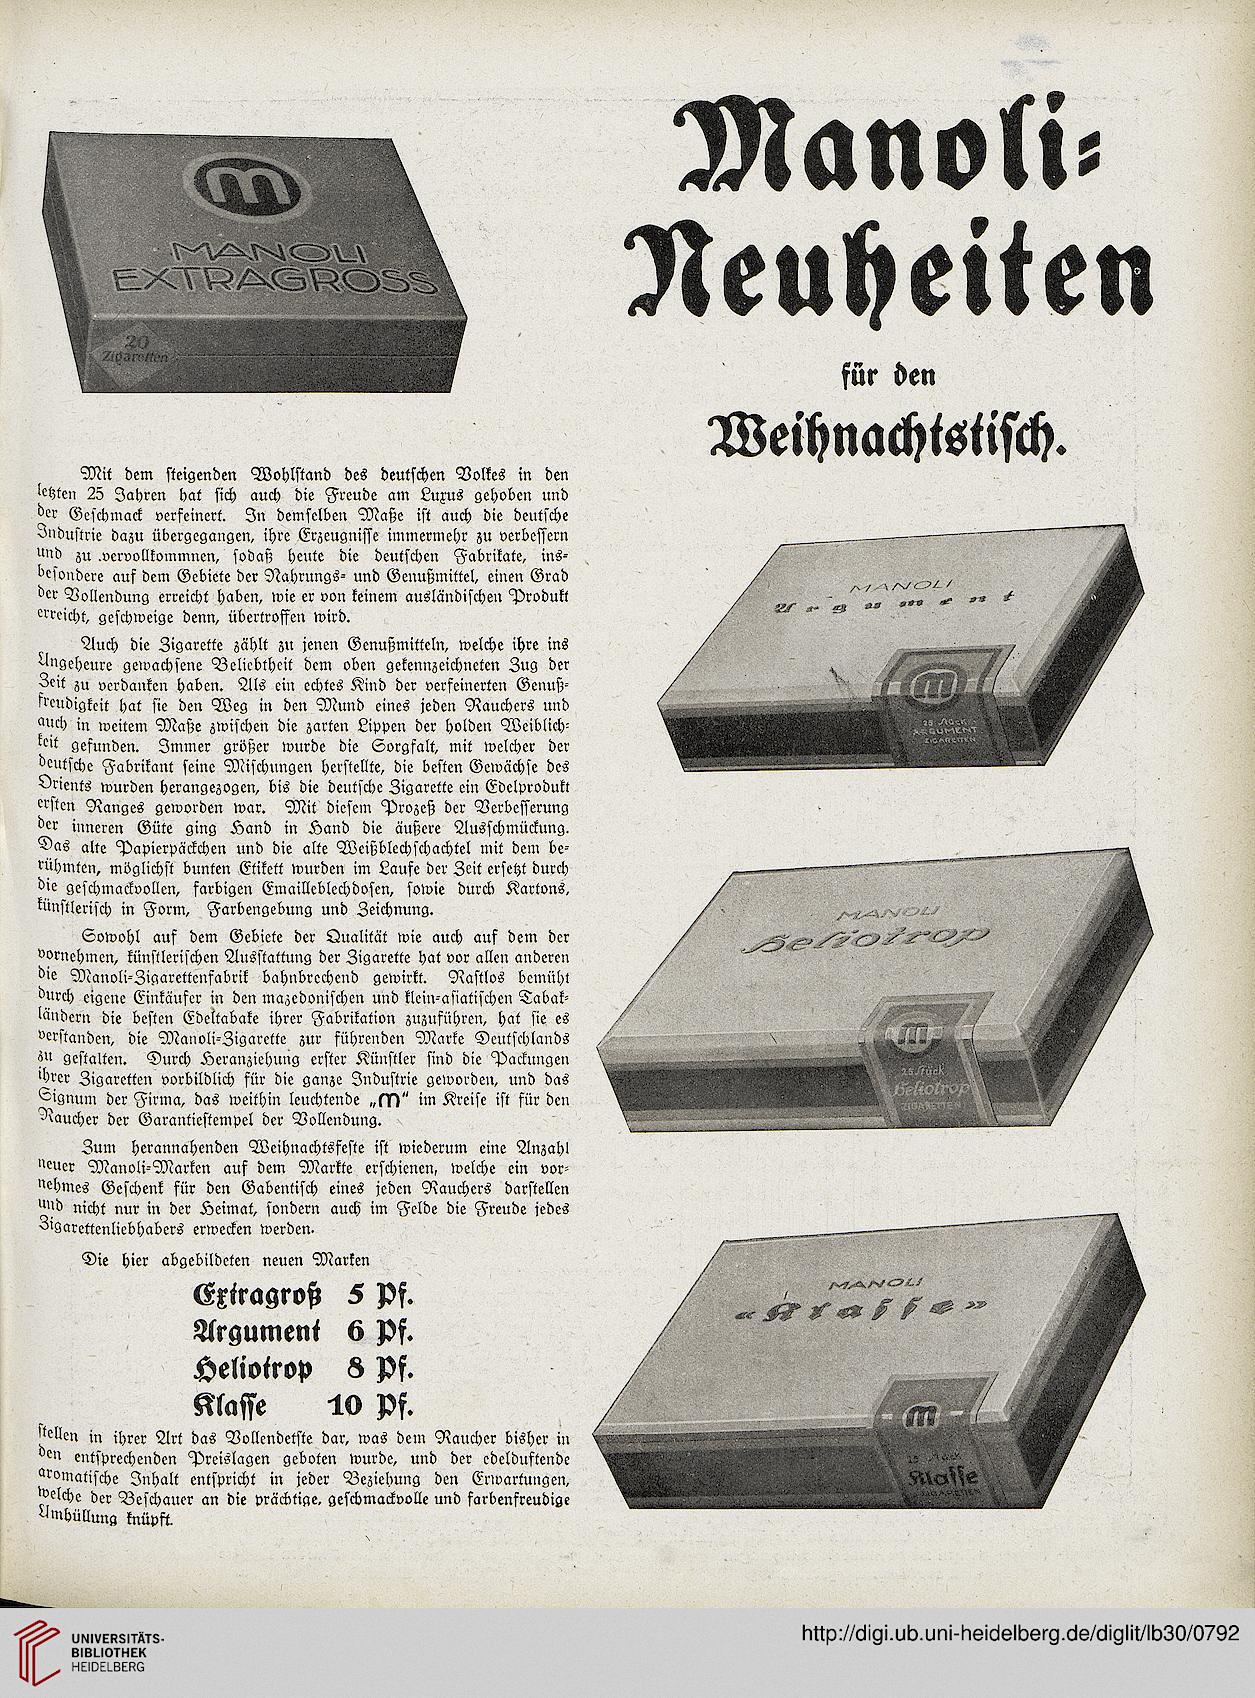 MANOLI
EXTRAGROSS
20
Zigaretten
Manoli-
Neuheiten
für den
Weihnachtstisch.
Mit dem steigenden Wohlstand des deutschen Volkes in den
letzten 25 Jahren hat sich auch die Freude am Luxus gehoben und
der Geschmack verfeinert. In demselben Maße ist auch die deutsche
Industrie dazu übergegangen, ihre Erzeugnisse immermehr zu verbessern
und zu vervollkommnen, sodaß heute die deutschen Fabrikate, ins-
besondere auf dem Gebiete der Nahrungs- und Genußmittel, einen Grad
der Vollendung erreicht haben, wie er von keinem ausländischen Produkt
erreicht, geschweige denn, übertroffen wird.
Auch die Zigarette zählt zu jenen Genußmitteln, welche ihre ins
Ungeheure gewachsene Beliebtheit dem oben gekennzeichneten Zug der
Zeit zu verdanken haben. Als ein echtes Kind der verfeinerten Genuß-
freudigkeit hat sie den Weg in den Mund eines jeden Rauchers und
auch in weitem Maße zwischen die zarten Lippen der holden Weiblich-
keit gefunden. Immer größer wurde die Sorgfalt, mit welcher der
deutsche Fabrikant seine Mischungen herstellte, die besten Gewächse des
Orients wurden herangezogen, bis die deutsche Zigarette ein Edelprodukt
ersten Ranges geworden war. Mit diesem Prozeß der Verbesserung
der inneren Güte ging Hand in Hand die äußere Ausschmückung.
Das alte Papierpäckchen und die alte Weißblechschachtel mit dem be-
rühmten, möglichst bunten Etikett wurden im Laufe der Zeit ersetzt durch
die geschmackvollen, farbigen Emailleblechdosen, sowie durch Kartons,
künstlerisch in Form, Farbengebung und Zeichnung.
Sowohl auf dem Gebiete der Qualität wie auch auf dem der
vornehmen, künstlerischen Ausstattung der Zigarette hat vor allen anderen
die Manoli-Zigarettenfabrik bahnbrechend gewirkt. Rastlos bemüht
durch eigene Einkäufer in den mazedonischen und klein-asiatischen Tabak-
ländern die besten Edeltabake ihrer Fabrikation zuzuführen, hat sie es
verstanden, die Manoli-Zigarette zur führenden Marke Deutschlands
zu gestalten. Durch Heranziehung erster Künstler sind die Packungen
ihrer Zigaretten vorbildlich für die ganze Industrie geworden, und das
Signum der Firma, das weithin leuchtende „m“ im Kreise ist für den
Raucher der Garantiestempel der Vollendung.
Zum herannahenden Weihnachtsfeste ist wiederum eine Anzahl
neuer Manoli-Marken auf dem Markte erschienen, welche ein vor-
nehmes Geschenk für den Gabentisch eines jeden Rauchers darstellen
und nicht nur in der Heimat, sondern auch im Felde die Freude jedes
Zigarettenliebhabers erwecken werden.
Die hier abgebildeten neuen Marken
Extragroß 5 Pf.
Argument 6 Pf.
Heliotrop 8 Pf.
Klasse 10 Pf.
stellen in ihrer Art das Vollendetste dar, was dem Raucher bisher in
den entsprechenden Preislagen geboten wurde, und der edelduftende
aromatische Inhalt entspricht in jeder Beziehung den Erwartungen,
welche der Beschauer an die prächtige, geschmackvolle und farbenfreudige
Umhüllung knüpft.
MANOLI
Argument
m
25 Stück
ARGUMENT
ZIGARETTEN
MANOLI
Heliotrop
m
25 Stück
Heliotrop
ZIGARETTEN
MANOLI
«Klasse»
m
Klasse
ZIGARETTEN
UNIVERSITÄTS-
BIBLIOTHEK
HEIDELBERG
http://digi.ub.uni-heidelberg.de/diglit/lb30/0792